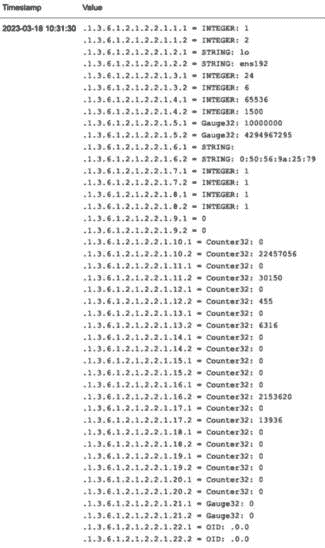 Timestamp Value
2023-03-18 10:31:30 .1.3.6.1.2.1.2.2.1.1.1 = INTEGER: 1
.1.3.6.1.2.1.2.2.1.1.2 = INTEGER: 2
.1.3.6.1.2.1.2.2.1.2.1 = STRING: lo
.1.3.6.1.2.1.2.2.1.2.2 = STRING: ens192
.1.3.6.1.2.1.2.2.1.3.1 = INTEGER: 24
.1.3.6.1.2.1.2.2.1.3.2 = INTEGER: 6
.1.3.6.1.2.1.2.2.1.4.1 = INTEGER: 65536
.1.3.6.1.2.1.2.2.1.4.2 = INTEGER: 1500
.1.3.6.1.2.1.2.2.1.5.1 = Gauge32: 10000000
.1.3.6.1.2.1.2.2.1.5.2 = Gauge32: 4294967295
.1.3.6.1.2.1.2.2.1.6.1 = STRING:
.1.3.6.1.2.1.2.2.1.6.2 = STRING: 0:50:56:9a:25:79
.1.3.6.1.2.1.2.2.1.7.1 = INTEGER: 1
.1.3.6.1.2.1.2.2.1.7.2 = INTEGER: 1
.1.3.6.1.2.1.2.2.1.8.1 = INTEGER: 1
.1.3.6.1.2.1.2.2.1.8.2 = INTEGER: 1
.1.3.6.1.2.1.2.2.1.9.1 = 0
.1.3.6.1.2.1.2.2.1.9.2 = 0
.1.3.6.1.2.1.2.2.1.10.1 = Counter32: 0
.1.3.6.1.2.1.2.2.1.10.2 = Counter32: 22457056
.1.3.6.1.2.1.2.2.1.11.1 = Counter32: 0
.1.3.6.1.2.1.2.2.1.11.2 = Counter32: 30150
.1.3.6.1.2.1.2.2.1.12.1 = Counter32: 0
.1.3.6.1.2.1.2.2.1.12.2 = Counter32: 455
.1.3.6.1.2.1.2.2.1.13.1 = Counter32: 0
.1.3.6.1.2.1.2.2.1.13.2 = Counter32: 6316
.1.3.6.1.2.1.2.2.1.14.1 = Counter32: 0
.1.3.6.1.2.1.2.2.1.14.2 = Counter32: 0
.1.3.6.1.2.1.2.2.1.15.1 = Counter32: 0
.1.3.6.1.2.1.2.2.1.15.2 = Counter32: 0
.1.3.6.1.2.1.2.2.1.16.1 = Counter32: 0
.1.3.6.1.2.1.2.2.1.16.2 = Counter32: 2153620
.1.3.6.1.2.1.2.2.1.17.1 = Counter32: 0
.1.3.6.1.2.1.2.2.1.17.2 = Counter32: 13936
.1.3.6.1.2.1.2.2.1.18.1 = Counter32: 0
.1.3.6.1.2.1.2.2.1.18.2 = Counter32: 0
.1.3.6.1.2.1.2.2.1.19.1 = Counter32: 0
.1.3.6.1.2.1.2.2.1.19.2 = Counter32: 0
.1.3.6.1.2.1.2.2.1.20.1 = Counter32: 0
.1.3.6.1.2.1.2.2.1.20.2 = Counter32: 0
.1.3.6.1.2.1.2.2.1.21.1 = Gauge32: 0
.1.3.6.1.2.1.2.2.1.21.2 = Gauge32: 0
.1.3.6.1.2.1.2.2.1.22.1 = OID: .0.0
.1.3.6.1.2.1.2.2.1.22.2 = OID: .0.0